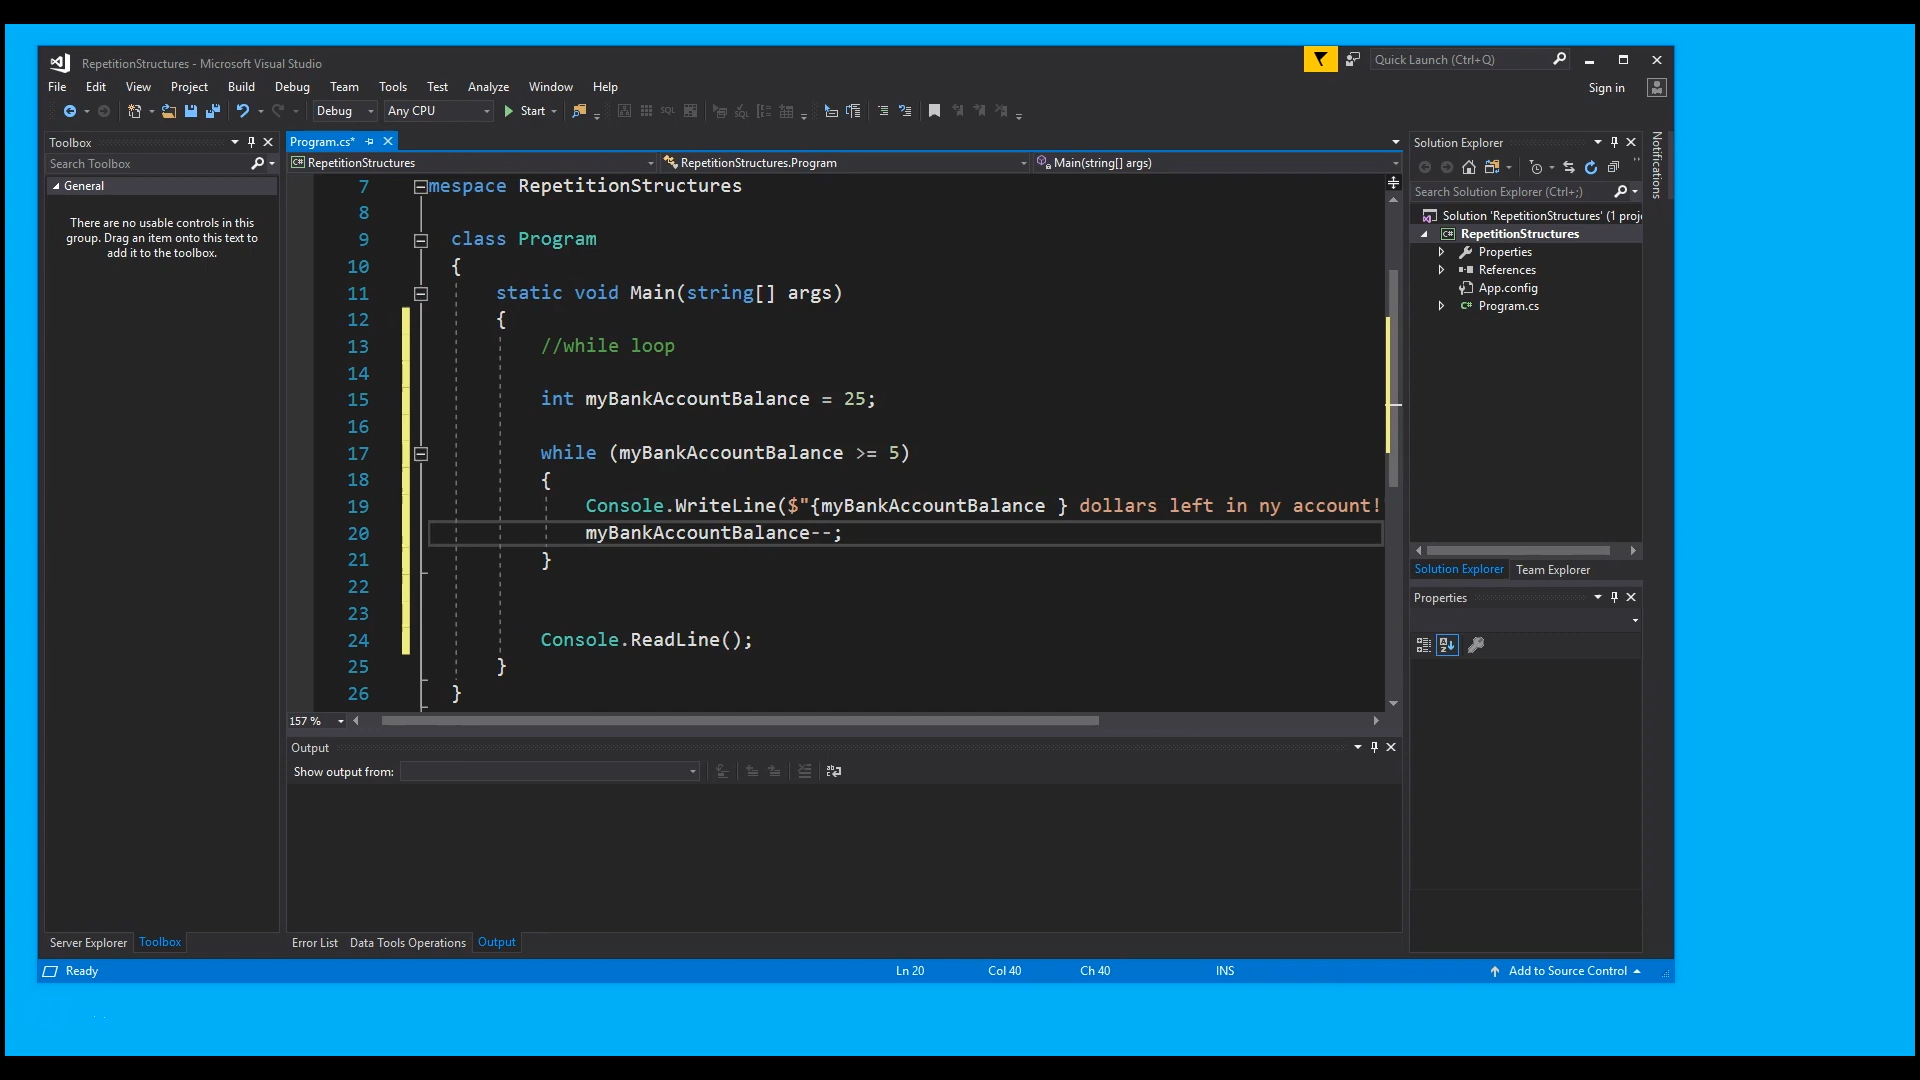 RepetitionStructures - Microsoft Visual Studio
Quick Launch (Ctrl+Q)
File Edit View Project Build Debug Team Tools Test Analyze Window Help
Sign in
Debug Any CPU Start
Toolbox
Search Toolbox
General
There are no usable controls in this
group. Drag an item onto this text to
add it to the toolbox.
Server Explorer Toolbox
Program.cs*
RepetitionStructures RepetitionStructures.Program Main(string[] args)
7 mespace RepetitionStructures
8
9 class Program
10 {
11 static void Main(string[] args)
12 {
13 //while loop
14
15 int myBankAccountBalance = 25;
16
17 while (myBankAccountBalance >= 5)
18 {
19 Console.WriteLine($"{myBankAccountBalance } dollars left in ny account!
20 myBankAccountBalance--;
21 }
22
23
24 Console.ReadLine();
25 }
26 }
157 %
Output
Show output from:
Error List Data Tools Operations Output
Solution Explorer
Search Solution Explorer (Ctrl+;)
Solution 'RepetitionStructures' (1 proj
RepetitionStructures
Properties
References
App.config
Program.cs
Solution Explorer Team Explorer
Properties
Notifications
Ready Ln 20 Col 40 Ch 40 INS Add to Source Control